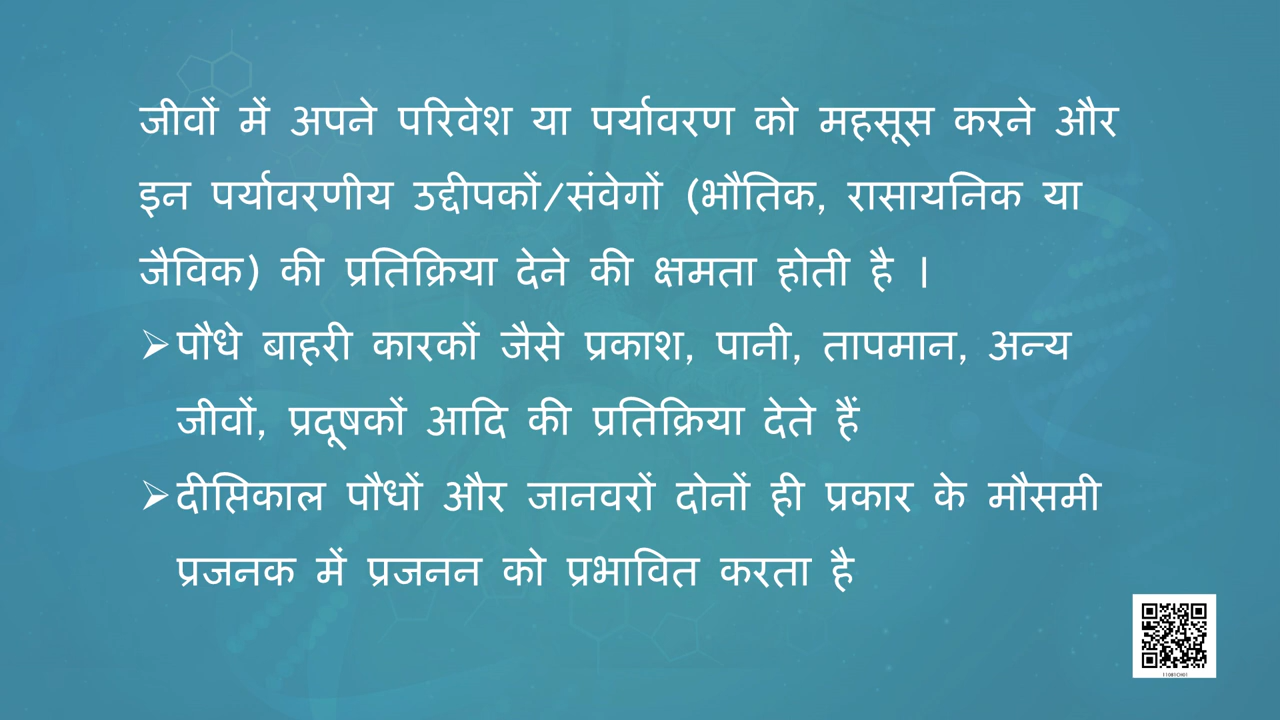 जीवों में अपने परिवेश या पर्यावरण को महसूस करने और
इन पर्यावरणीय उद्दीपकों/संवेगों (भौतिक, रासायनिक या
जैविक) की प्रतिक्रिया देने की क्षमता होती है ।
➢पौधे बाहरी कारकों जैसे प्रकाश, पानी, तापमान, अन्य
जीवों, प्रदूषकों आदि की प्रतिक्रिया देते हैं
➢दीप्तिकाल पौधों और जानवरों दोनों ही प्रकार के मौसमी
प्रजनक में प्रजनन को प्रभावित करता है
11081CH01